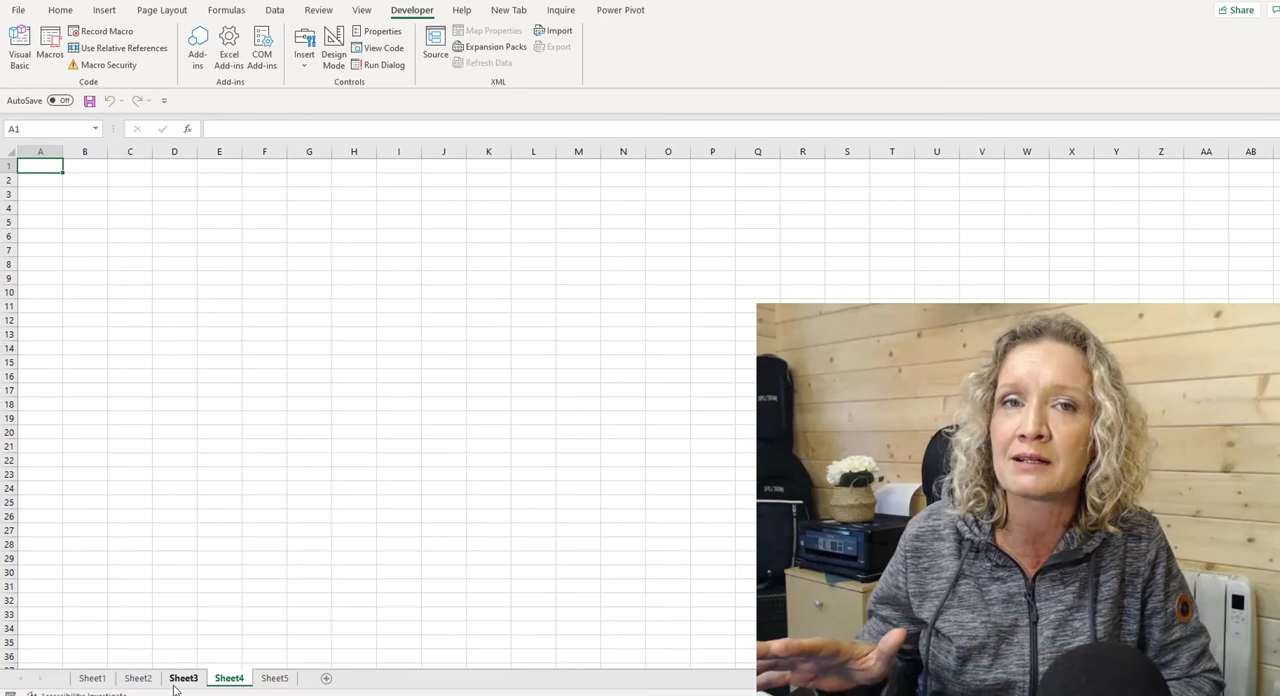 File Home Insert Page Layout Formulas Data Review View Developer Help New Tab Inquire Power Pivot Share
Visual Basic
Macros
Record Macro
Use Relative References
Macro Security
Code
Add-ins
Excel Add-ins
COM Add-ins
Add-ins
Insert
Design Mode
Properties
View Code
Run Dialog
Controls
Source
Map Properties
Expansion Packs
Refresh Data
Import
Export
XML
AutoSave Off
A1
fx
A B C D E F G H I J K L M N O P Q R S T U V W X Y Z AA AB
1
2
3
4
5
6
7
8
9
10
11
12
13
14
15
16
17
18
19
20
21
22
23
24
25
26
27
28
29
30
31
32
33
34
35
36
Sheet1 Sheet2 Sheet3 Sheet4 Sheet5
Accessibility: Investigate